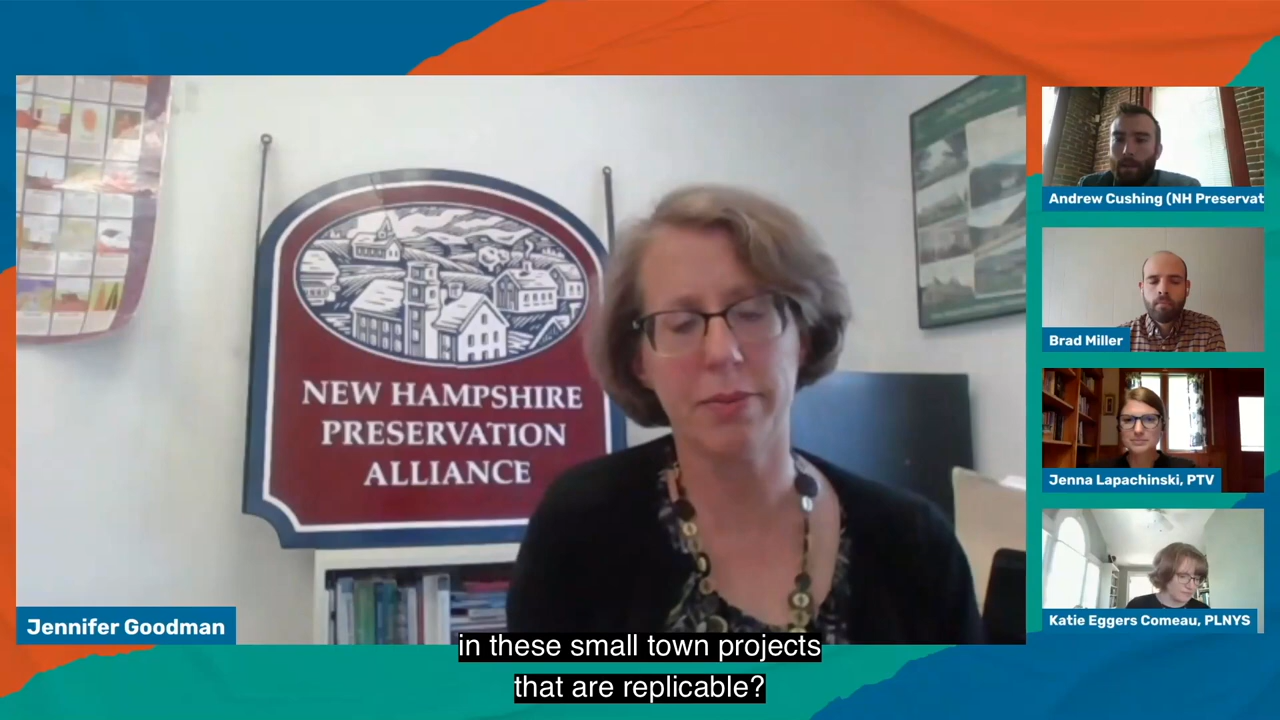 NEW HAMPSHIRE
PRESERVATION
ALLIANCE
Jennifer Goodman
Andrew Cushing (NH Preservat
Brad Miller
Jenna Lapachinski, PTV
Katie Eggers Comeau, PLNYS
in these small town projects
that are replicable?